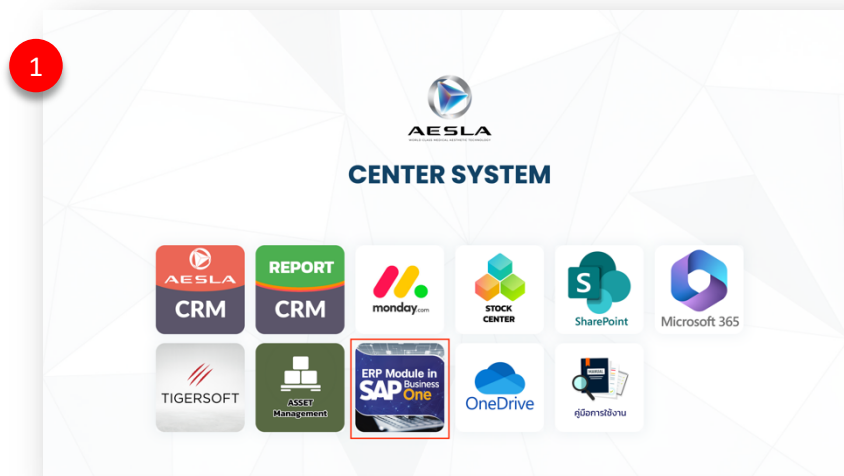 1
AESLA
WORLD CLASS MEDICAL AESTHETIC TECHNOLOGY
CENTER SYSTEM
AESLA
CRM
REPORT
CRM
monday.com
STOCK
CENTER
S
SharePoint
Microsoft 365
TIGERSOFT
ASSET
Management
ERP Module in
SAP Business
One
OneDrive
MANUAL
คู่มือการใช้งาน